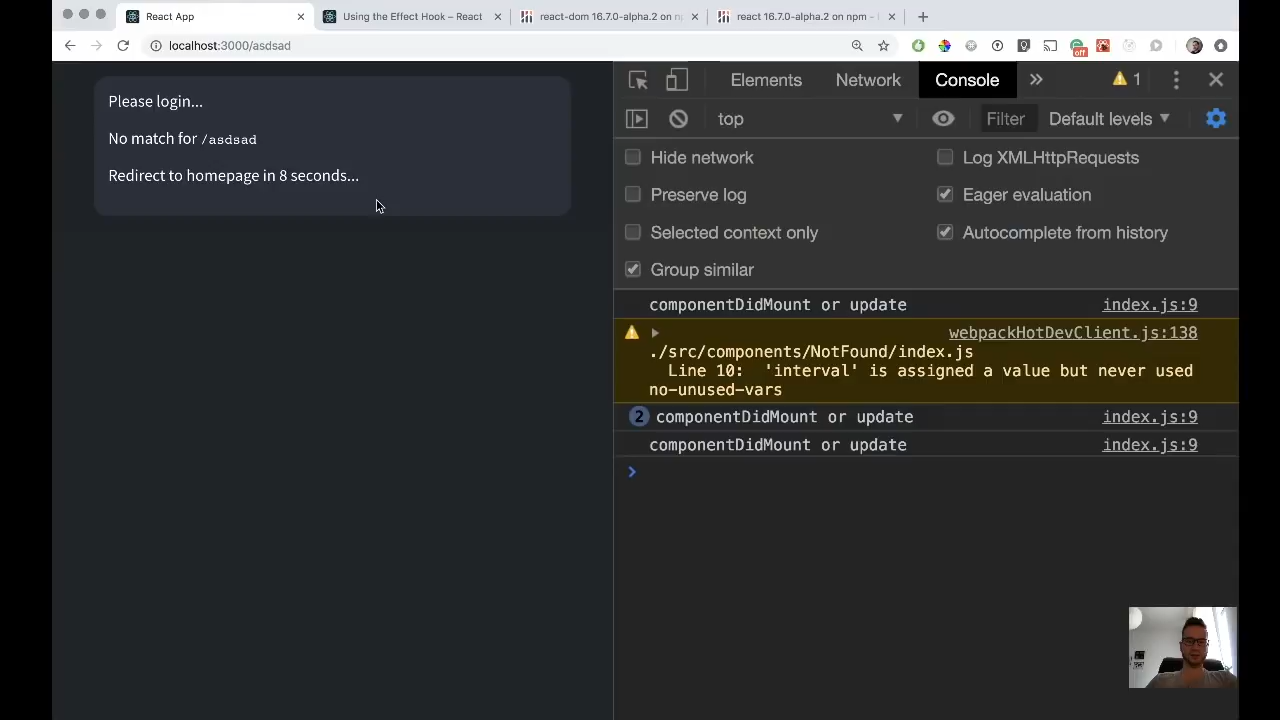 React App
Using the Effect Hook – React
react-dom 16.7.0-alpha.2 on n
react 16.7.0-alpha.2 on npm -
localhost:3000/asdsad
off
Please login...
No match for /asdsad
Redirect to homepage in 8 seconds...
Elements
Network
Console
1
top
Filter
Default levels
Hide network
Log XMLHttpRequests
Preserve log
Eager evaluation
Selected context only
Autocomplete from history
Group similar
componentDidMount or update index.js:9
webpackHotDevClient.js:138
./src/components/NotFound/index.js
Line 10: 'interval' is assigned a value but never used
no-unused-vars
2 componentDidMount or update index.js:9
componentDidMount or update index.js:9